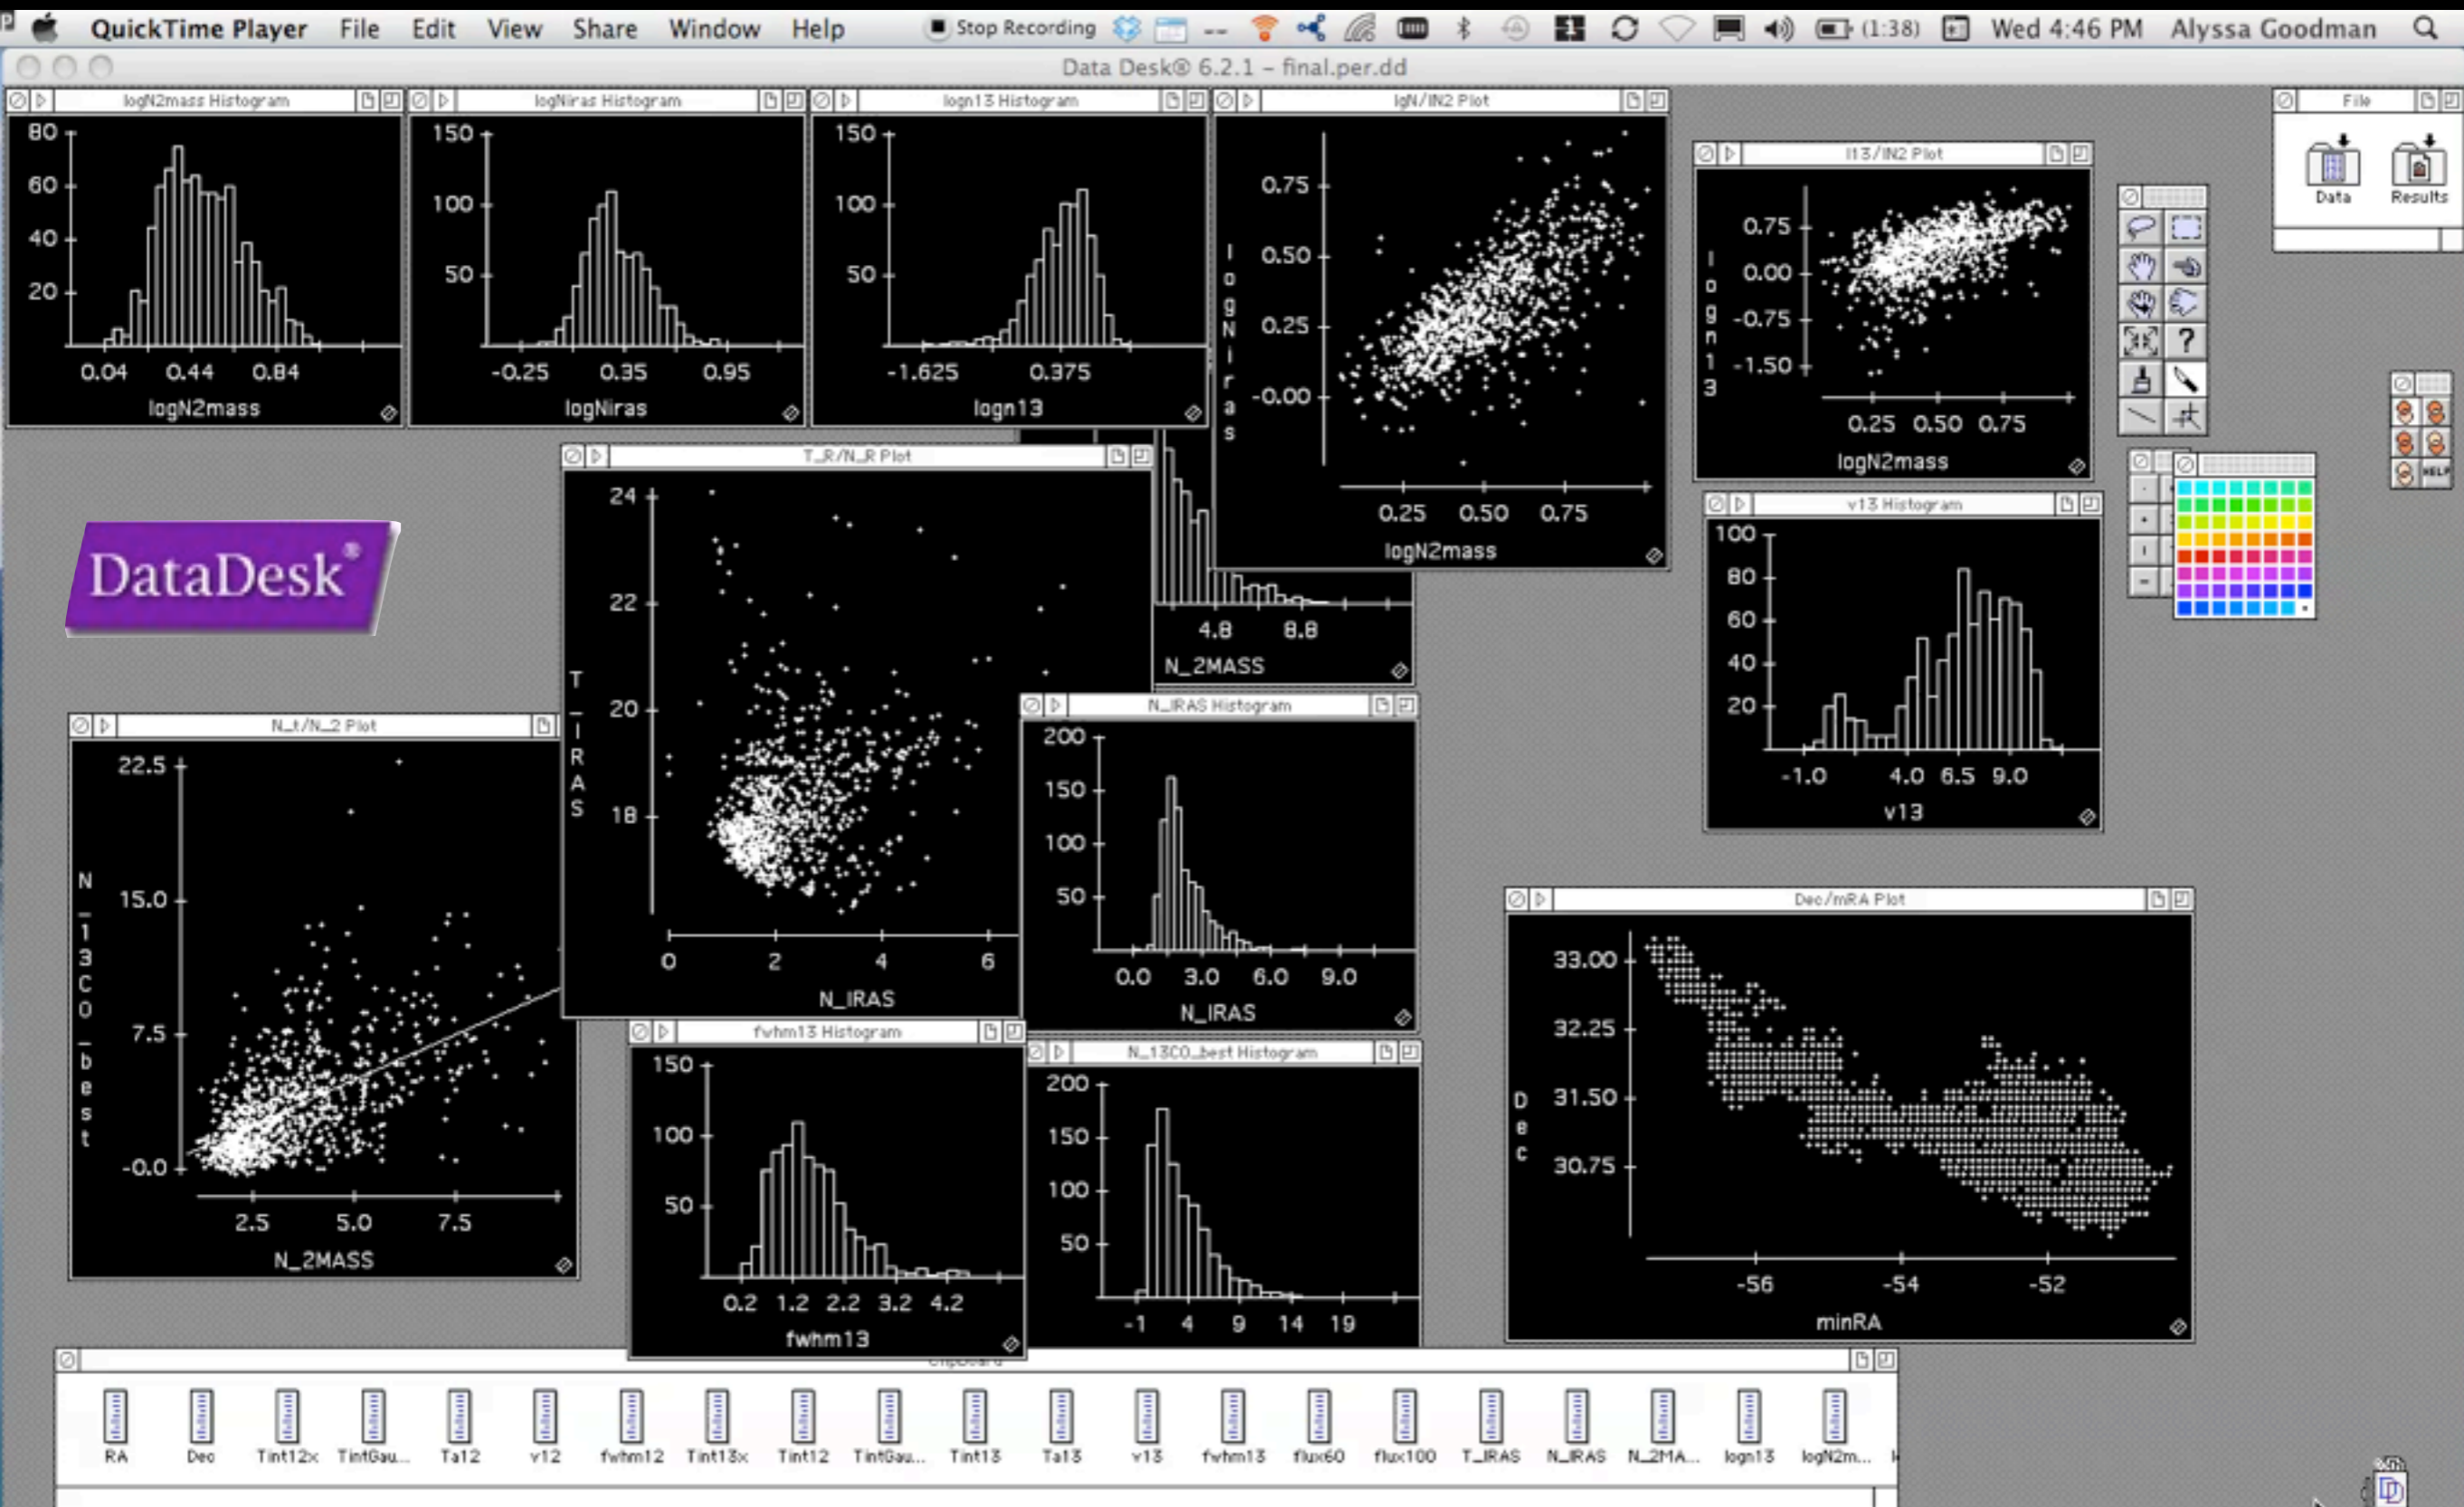 QuickTime Player File Edit View Share Window Help Stop Recording -- (1:38) Wed 4:46 PM Alyssa Goodman
Data Desk® 6.2.1 – final.per.dd
logN2mass Histogram
80
60
40
20
0.04 0.44 0.84
logN2mass
logNiras Histogram
150
100
50
-0.25 0.35 0.95
logNiras
logn13 Histogram
150
100
50
-1.625 0.375
logn13
lgN/lN2 Plot
logNiras
0.75
0.50
0.25
-0.00
0.25 0.50 0.75
logN2mass
l13/lN2 Plot
logn13
0.75
0.00
-0.75
-1.50
0.25 0.50 0.75
logN2mass
File
Data Results
?
HELP
DataDesk®
T_R/N_R Plot
T_IRAS
24
22
20
18
0 2 4 6
N_IRAS
4.8 8.8
N_2MASS
v13 Histogram
100
80
60
40
20
-1.0 4.0 6.5 9.0
v13
N_t/N_2 Plot
N_13CO_best
22.5
15.0
7.5
-0.0
2.5 5.0 7.5
N_2MASS
N_IRAS Histogram
200
150
100
50
0.0 3.0 6.0 9.0
N_IRAS
fwhm13 Histogram
150
100
50
0.2 1.2 2.2 3.2 4.2
fwhm13
N_13CO_best Histogram
200
150
100
50
-1 4 9 14 19
Dec/mRA Plot
Dec
33.00
32.25
31.50
30.75
-56 -54 -52
minRA
Clipboard
RA Dec Tint12x TintGau... Ta12 v12 fwhm12 Tint13x Tint12 TintGau... Tint13 Ta13 v13 fwhm13 flux60 flux100 T_IRAS N_IRAS N_2MA... logn13 logN2m...